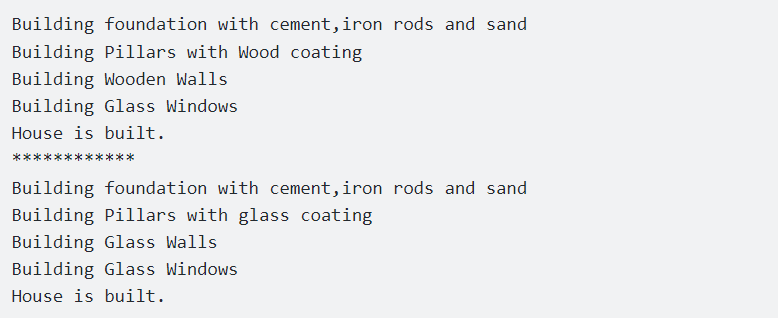 Building foundation with cement,iron rods and sand
Building Pillars with Wood coating
Building Wooden Walls
Building Glass Windows
House is built.
************
Building foundation with cement,iron rods and sand
Building Pillars with glass coating
Building Glass Walls
Building Glass Windows
House is built.